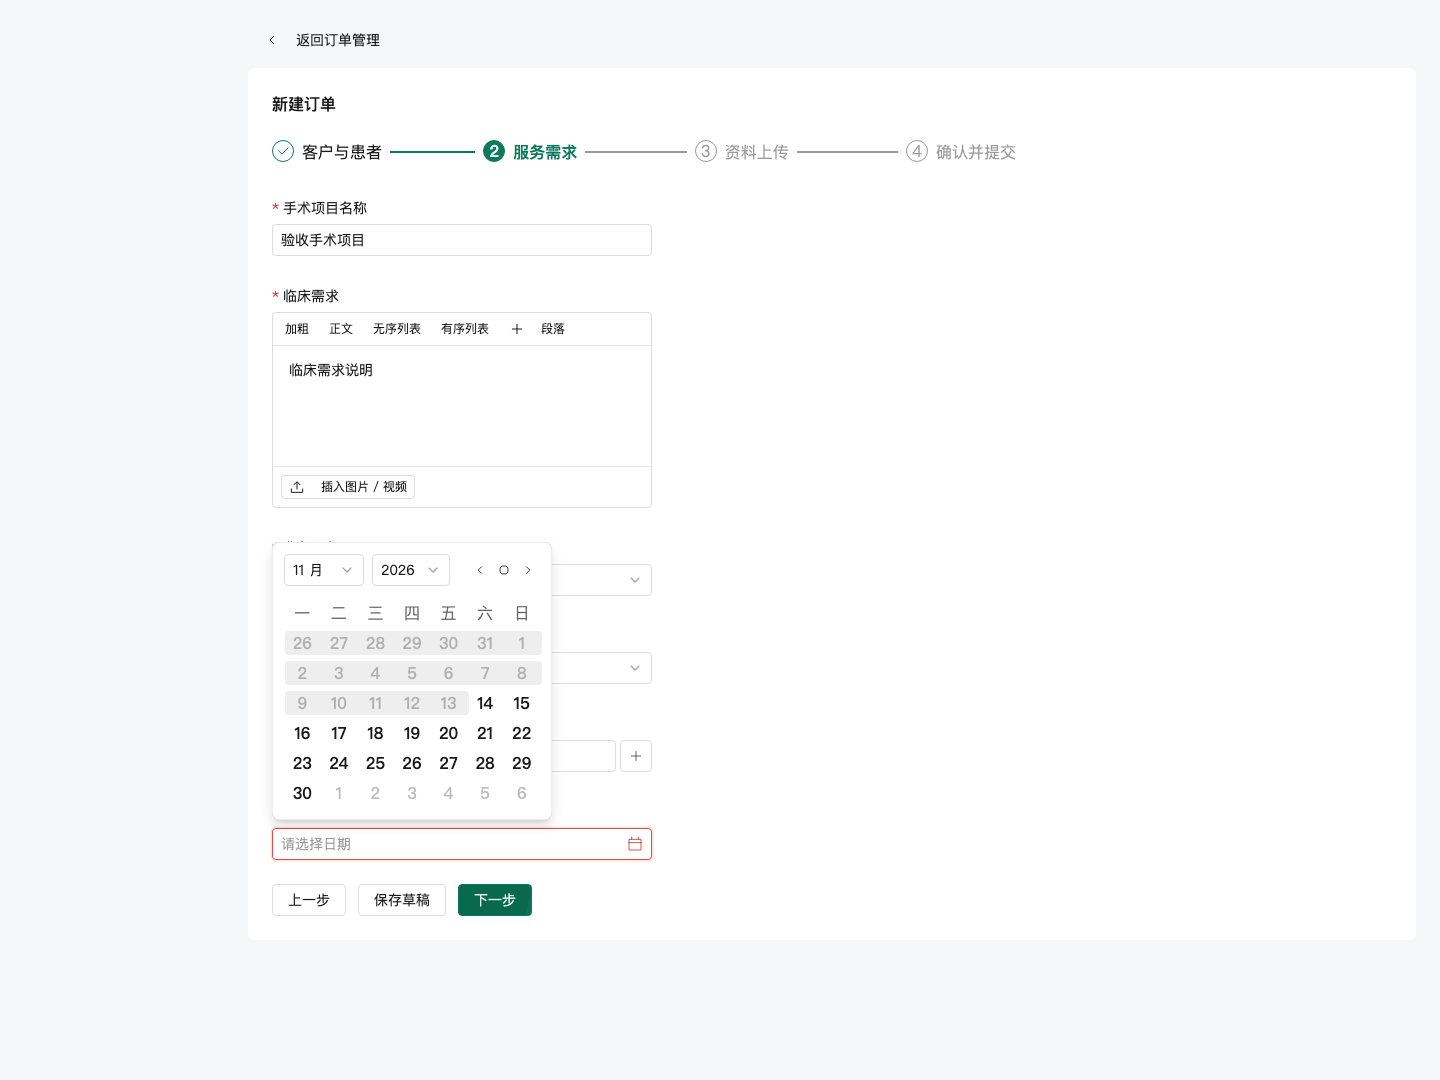 返回订单管理
新建订单
客户与患者
2 服务需求
3 资料上传
4 确认并提交
* 手术项目名称
验收手术项目
* 临床需求
加粗 正文 无序列表 有序列表 段落
临床需求说明
插入图片 / 视频
11 月 2026
一 二 三 四 五 六 日
26 27 28 29 30 31 1
2 3 4 5 6 7 8
9 10 11 12 13 14 15
16 17 18 19 20 21 22
23 24 25 26 27 28 29
30 1 2 3 4 5 6
请选择日期
上一步 保存草稿 下一步